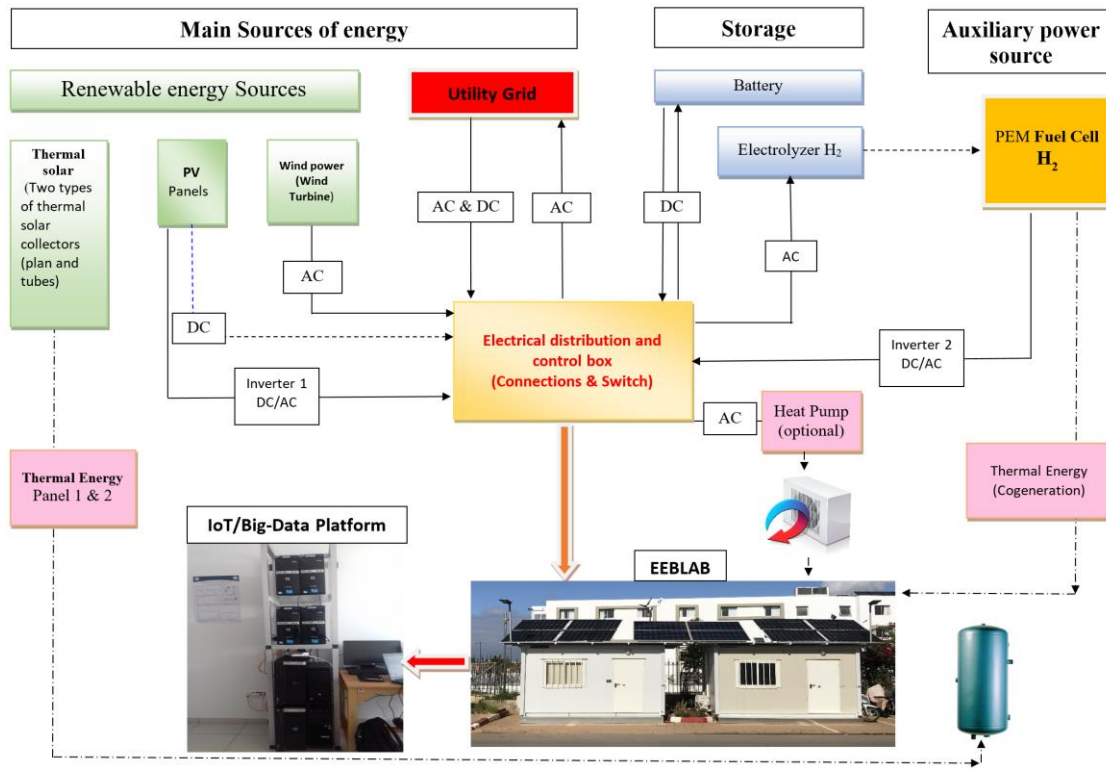 Main Sources of energy
Storage
Auxiliary power
source
Renewable energy Sources
Utility Grid
Battery
Electrolyzer H₂
PEM Fuel Cell
H₂
Thermal
solar
(Two types
of thermal
solar
collectors
(plan and
tubes)
PV
Panels
Wind power
(Wind
Turbine)
AC & DC
AC
DC
AC
AC
DC
Electrical distribution and
control box
(Connections & Switch)
Inverter 1
DC/AC
Inverter 2
DC/AC
AC
Heat Pump
(optional)
Thermal Energy
Panel 1 & 2
Thermal Energy
(Cogeneration)
IoT/Big-Data Platform
EEBLAB